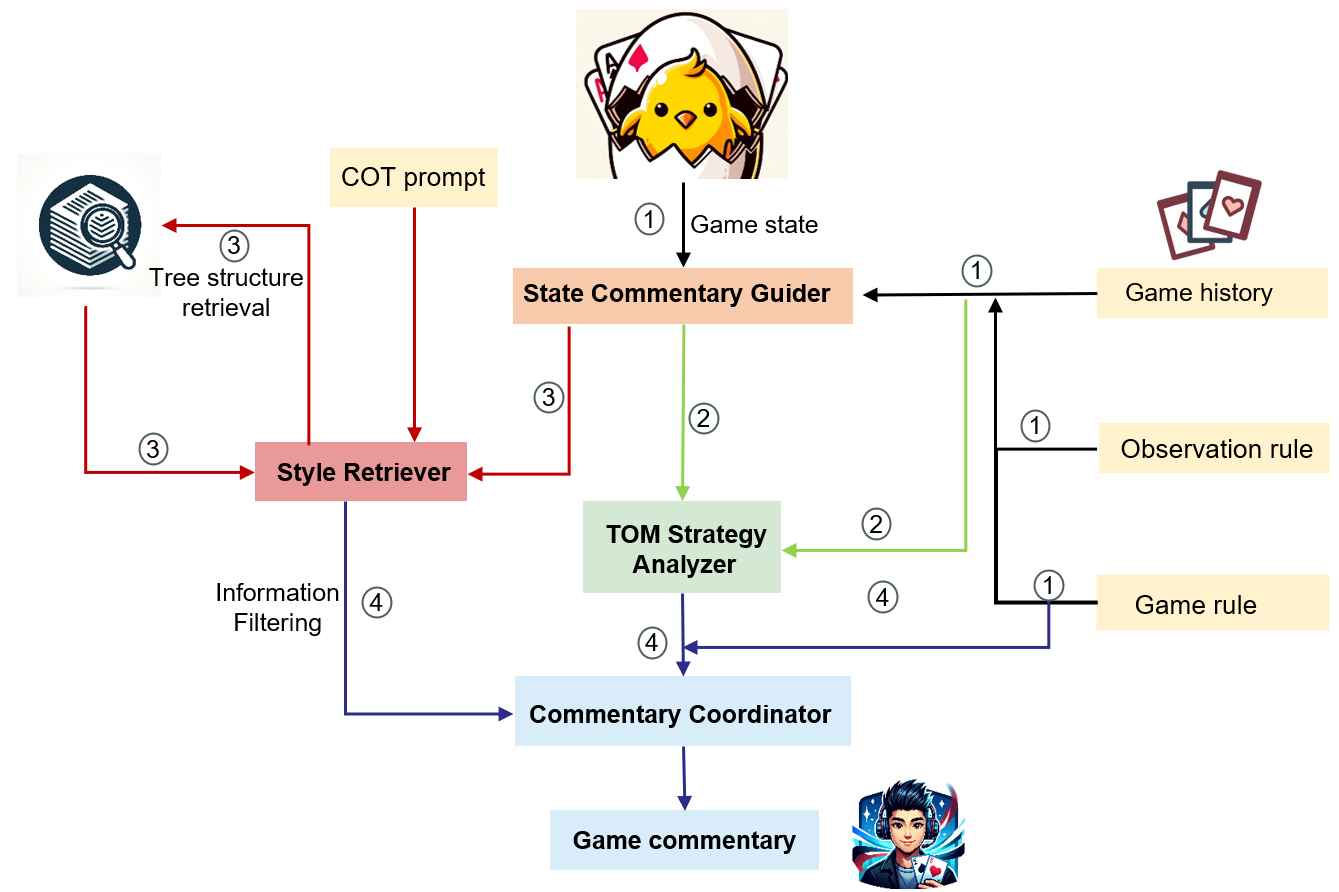 A
A
COT prompt
①
Game state
①
③
Tree structure
retrieval
State Commentary Guider
Game history
③
②
①
③
Observation rule
Style Retriever
②
TOM Strategy
Analyzer
①
Information
Filtering
④
④
Game rule
④
Commentary Coordinator
Game commentary